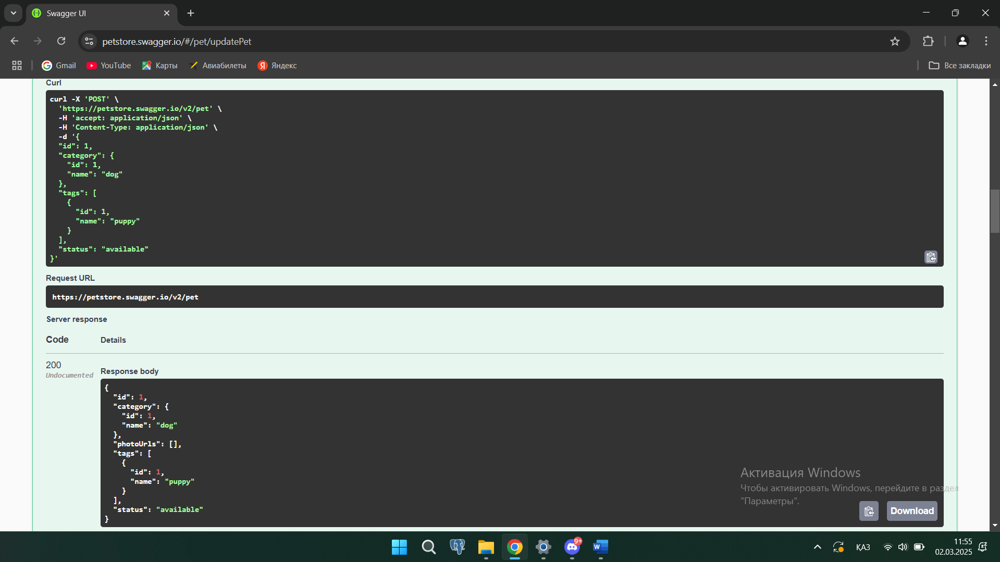 Swagger UI
petstore.swagger.io/#/pet/updatePet
Gmail
YouTube
Карты
Авиабилеты
Яндекс
Все закладки
Curl
curl -X 'POST' \
  'https://petstore.swagger.io/v2/pet' \
  -H 'accept: application/json' \
  -H 'Content-Type: application/json' \
  -d '{
  "id": 1,
  "category": {
    "id": 1,
    "name": "dog"
  },
  "tags": [
    {
      "id": 1,
      "name": "puppy"
    }
  ],
  "status": "available"
}'
Request URL
https://petstore.swagger.io/v2/pet
Server response
Code Details
200
Undocumented
Response body
{
  "id": 1,
  "category": {
    "id": 1,
    "name": "dog"
  },
  "photoUrls": [],
  "tags": [
    {
      "id": 1,
      "name": "puppy"
    }
  ],
  "status": "available"
}
Активация Windows
Чтобы активировать Windows, перейдите в раздел
"Параметры".
Download
9+
ҚАЗ
11:55
02.03.2025